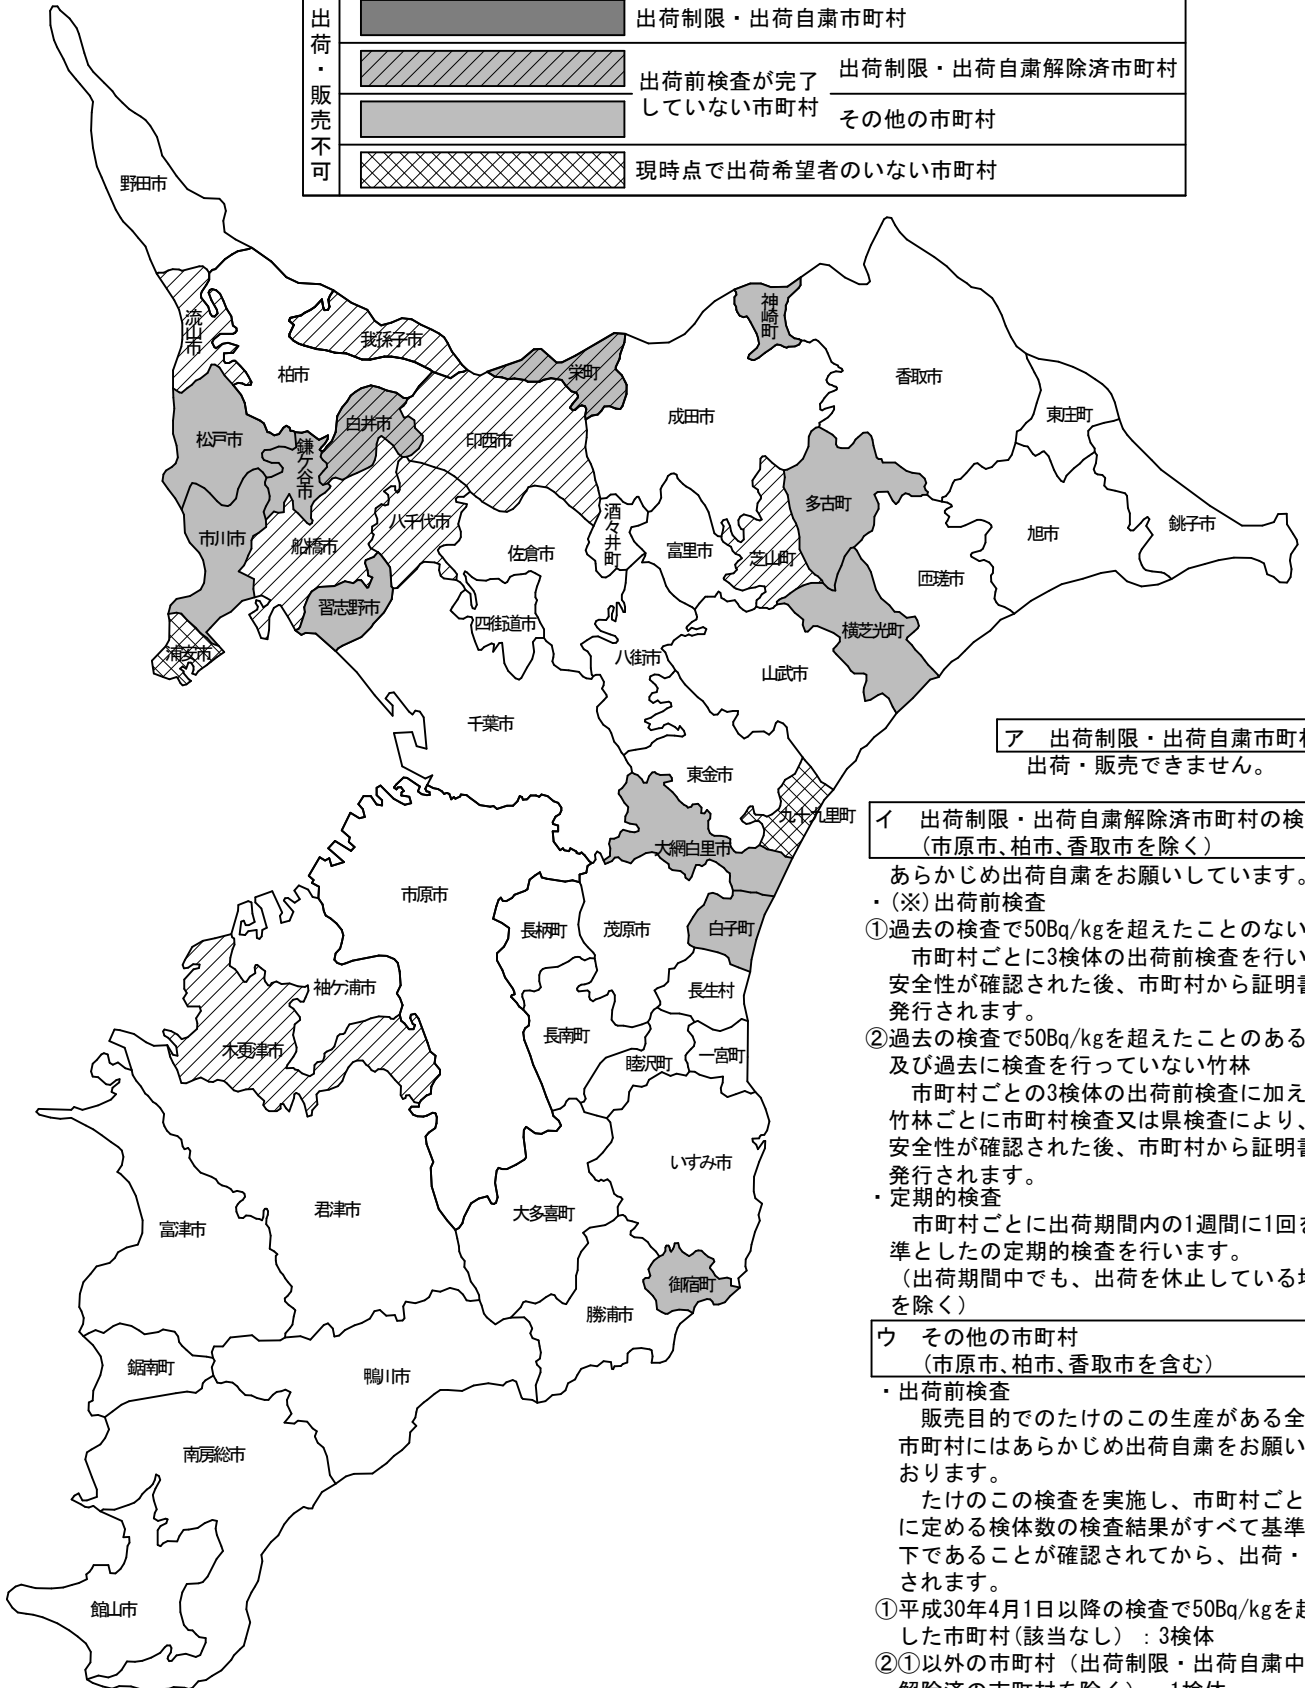 出荷・販売不可
出荷制限・出荷自粛市町村
出荷前検査が完了
していない市町村
出荷制限・出荷自粛解除済市町村
その他の市町村
現時点で出荷希望者のいない市町村
野田市
流山市
我孫子市
柏市
松戸市
鎌ケ谷市
白井市
印西市
栄町
神崎町
成田市
香取市
東庄町
市川市
船橋市
八千代市
佐倉市
酒々井町
富里市
芝山町
多古町
匝瑳市
旭市
銚子市
浦安市
習志野市
四街道市
八街市
山武市
横芝光町
千葉市
東金市
九十九里町
大網白里市
市原市
長柄町
茂原市
白子町
袖ケ浦市
長生村
木更津市
長南町
睦沢町
一宮町
富津市
君津市
大多喜町
いすみ市
御宿町
勝浦市
鋸南町
鴨川市
南房総市
館山市
ア　出荷制限・出荷自粛市町村
出荷・販売できません。
イ　出荷制限・出荷自粛解除済市町村の検
（市原市、柏市、香取市を除く）
あらかじめ出荷自粛をお願いしています。
・(※)出荷前検査
①過去の検査で50Bq/kgを超えたことのない
市町村ごとに3検体の出荷前検査を行い
安全性が確認された後、市町村から証明書
発行されます。
②過去の検査で50Bq/kgを超えたことのある
及び過去に検査を行っていない竹林
市町村ごとの3検体の出荷前検査に加え
竹林ごとに市町村検査又は県検査により、
安全性が確認された後、市町村から証明書
発行されます。
・定期的検査
市町村ごとに出荷期間内の1週間に1回を
準としたの定期的検査を行います。
（出荷期間中でも、出荷を休止している場
を除く）
ウ　その他の市町村
（市原市、柏市、香取市を含む）
・出荷前検査
販売目的でのたけのこの生産がある全
市町村にはあらかじめ出荷自粛をお願い
おります。
たけのこの検査を実施し、市町村ごと
に定める検体数の検査結果がすべて基準
下であることが確認されてから、出荷・
されます。
①平成30年4月1日以降の検査で50Bq/kgを超
した市町村(該当なし）：3検体
②①以外の市町村（出荷制限・出荷自粛中
解除済の市町村を除く）：1検体